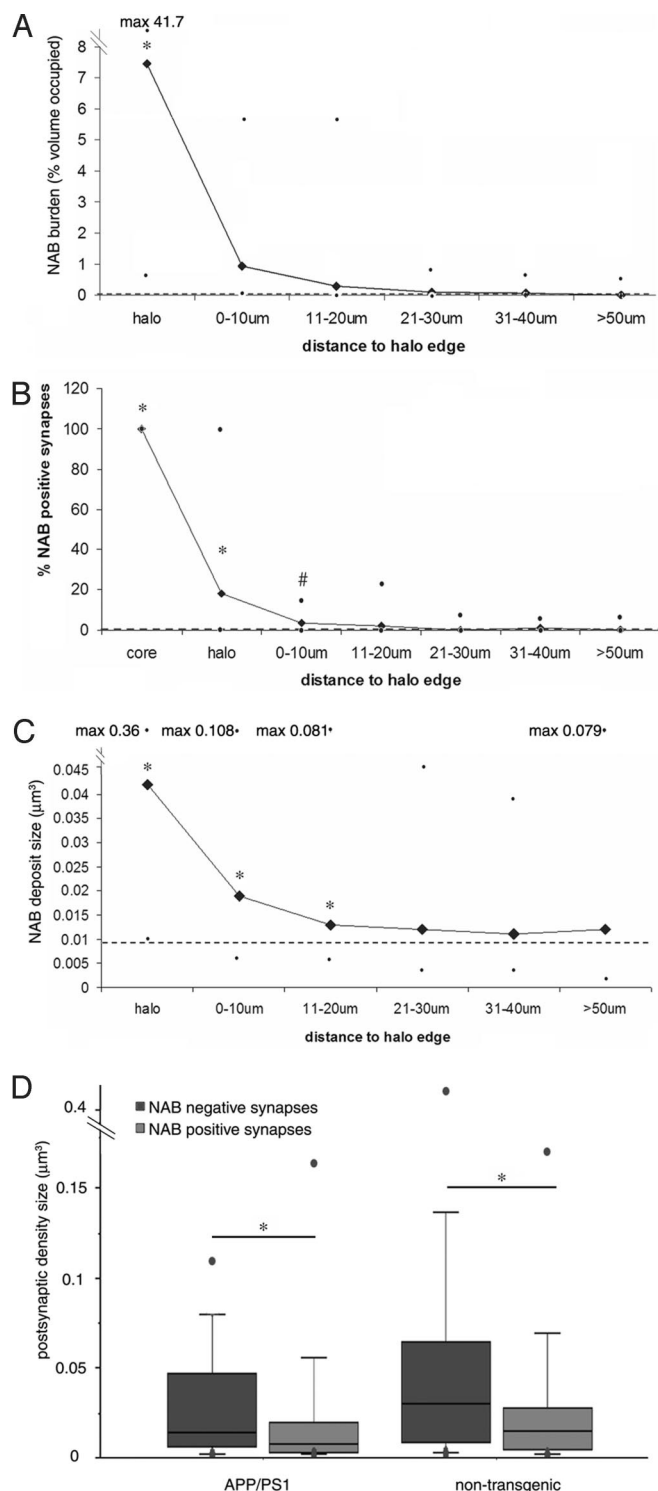 A
max 41.7
*
8
7
6
5
4
3
2
1
0
NAB burden (% volume occupied)
halo 0-10um 11-20um 21-30um 31-40um >50um
distance to halo edge
B
120
100
80
60
40
20
0
% NAB positive synapses
*
*
#
core halo 0-10um 11-20um 21-30um 31-40um >50um
distance to halo edge
C
max 0.36 max 0.108 max 0.081 max 0.079
0.045
0.04
0.035
0.03
0.025
0.02
0.015
0.01
0.005
0
NAB deposit size (µm³)
*
*
*
halo 0-10um 11-20um 21-30um 31-40um >50um
distance to halo edge
D
0.4
0.15
0.1
0.05
0
postsynaptic density size (µm³)
NAB negative synapses
NAB positive synapses
*
*
APP/PS1 non-transgenic